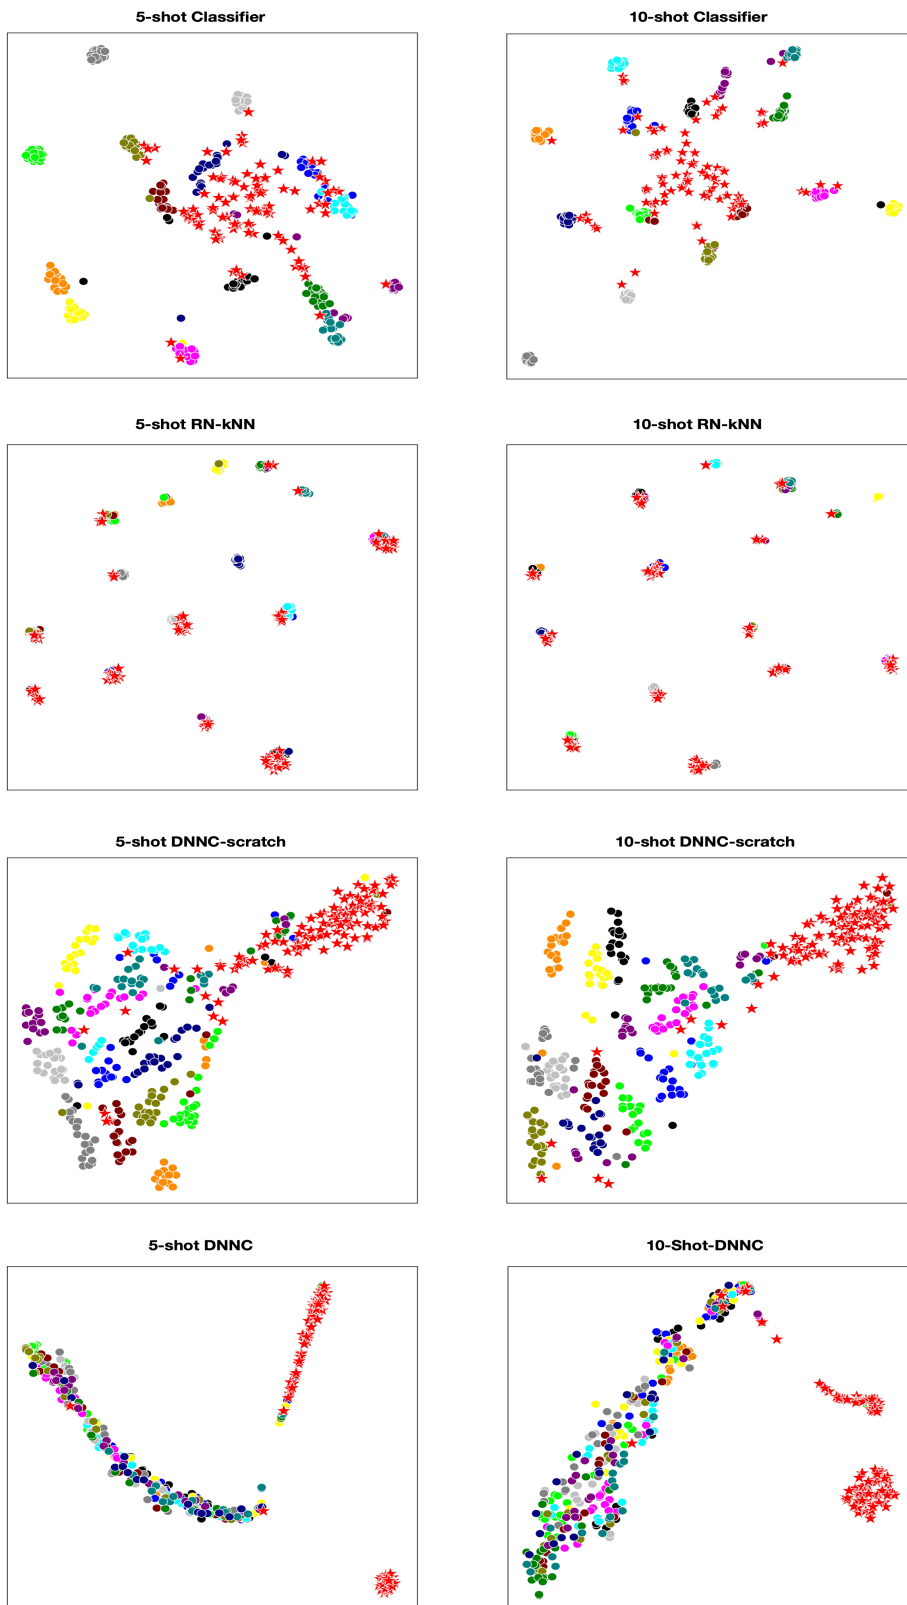 5-shot Classifier
10-shot Classifier
5-shot RN-kNN
10-shot RN-kNN
5-shot DNNC-scratch
10-shot DNNC-scratch
5-shot DNNC
10-Shot-DNNC